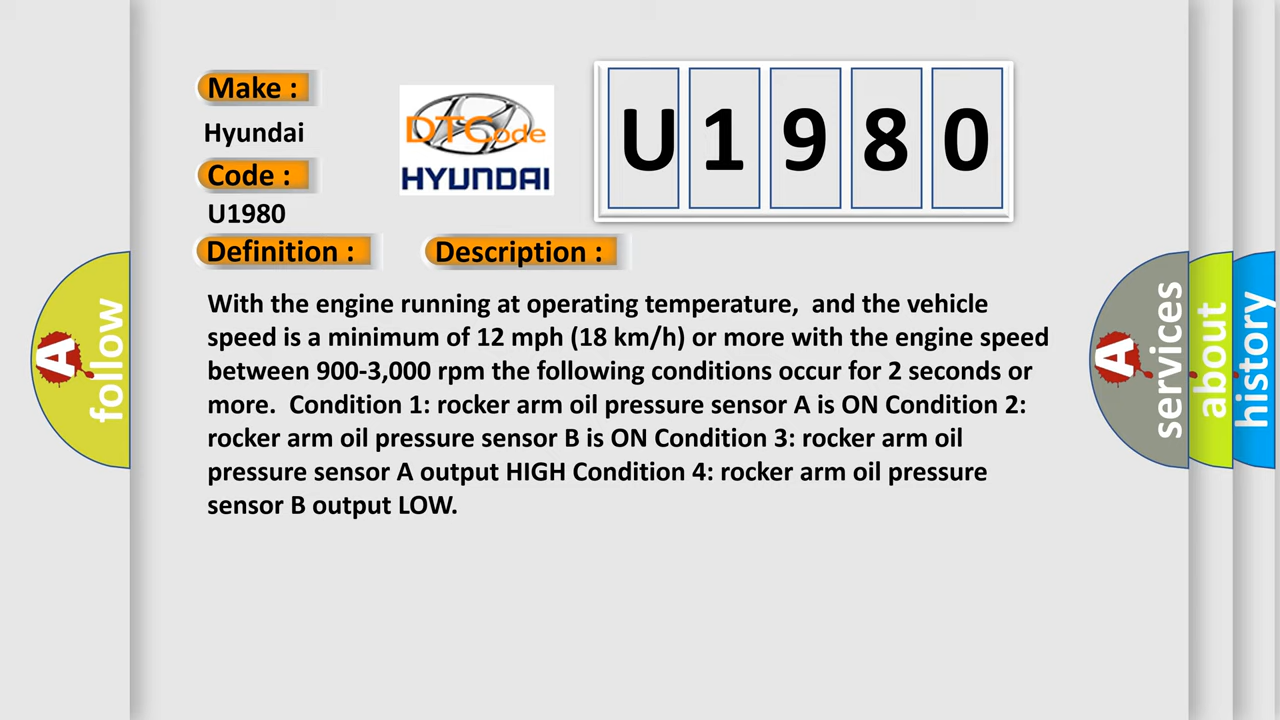 Make :
Hyundai
Code :
U1980
Definition :
Description :
DTCode
HYUNDAI
U1980
With the engine running at operating temperature,  and the vehicle
speed is a minimum of 12 mph (18 km/h) or more with the engine speed
between 900-3,000 rpm the following conditions occur for 2 seconds or
more.  Condition 1: rocker arm oil pressure sensor A is ON Condition 2:
rocker arm oil pressure sensor B is ON Condition 3: rocker arm oil
pressure sensor A output HIGH Condition 4: rocker arm oil pressure
sensor B output LOW.
A
follow
A
services
about
history